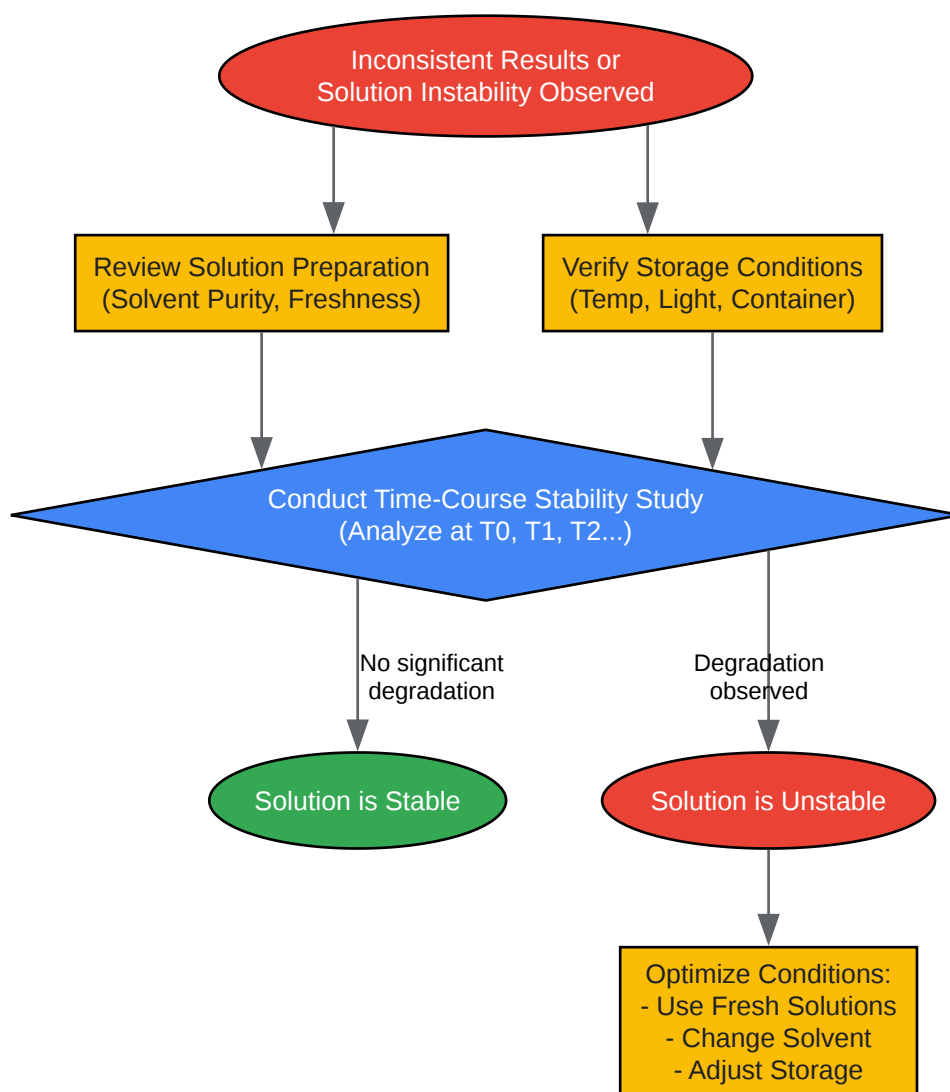 Inconsistent Results or
Solution Instability Observed
Review Solution Preparation
(Solvent Purity, Freshness)
Verify Storage Conditions
(Temp, Light, Container)
Conduct Time-Course Stability Study
(Analyze at T0, T1, T2...)
No significant
degradation
Degradation
observed
Solution is Stable
Solution is Unstable
Optimize Conditions:
- Use Fresh Solutions
- Change Solvent
- Adjust Storage